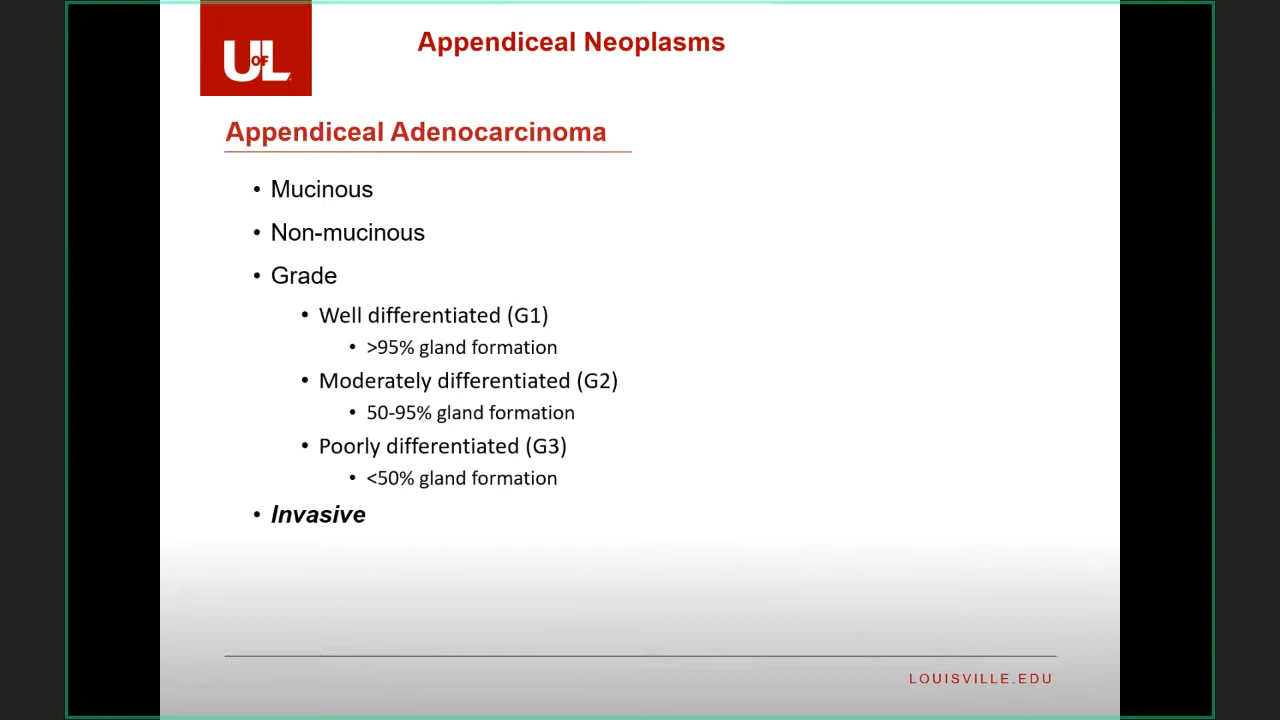 UofL
Appendiceal Neoplasms
Appendiceal Adenocarcinoma
• Mucinous
• Non-mucinous
• Grade
• Well differentiated (G1)
• >95% gland formation
• Moderately differentiated (G2)
• 50-95% gland formation
• Poorly differentiated (G3)
• <50% gland formation
• Invasive
LOUISVILLE.EDU